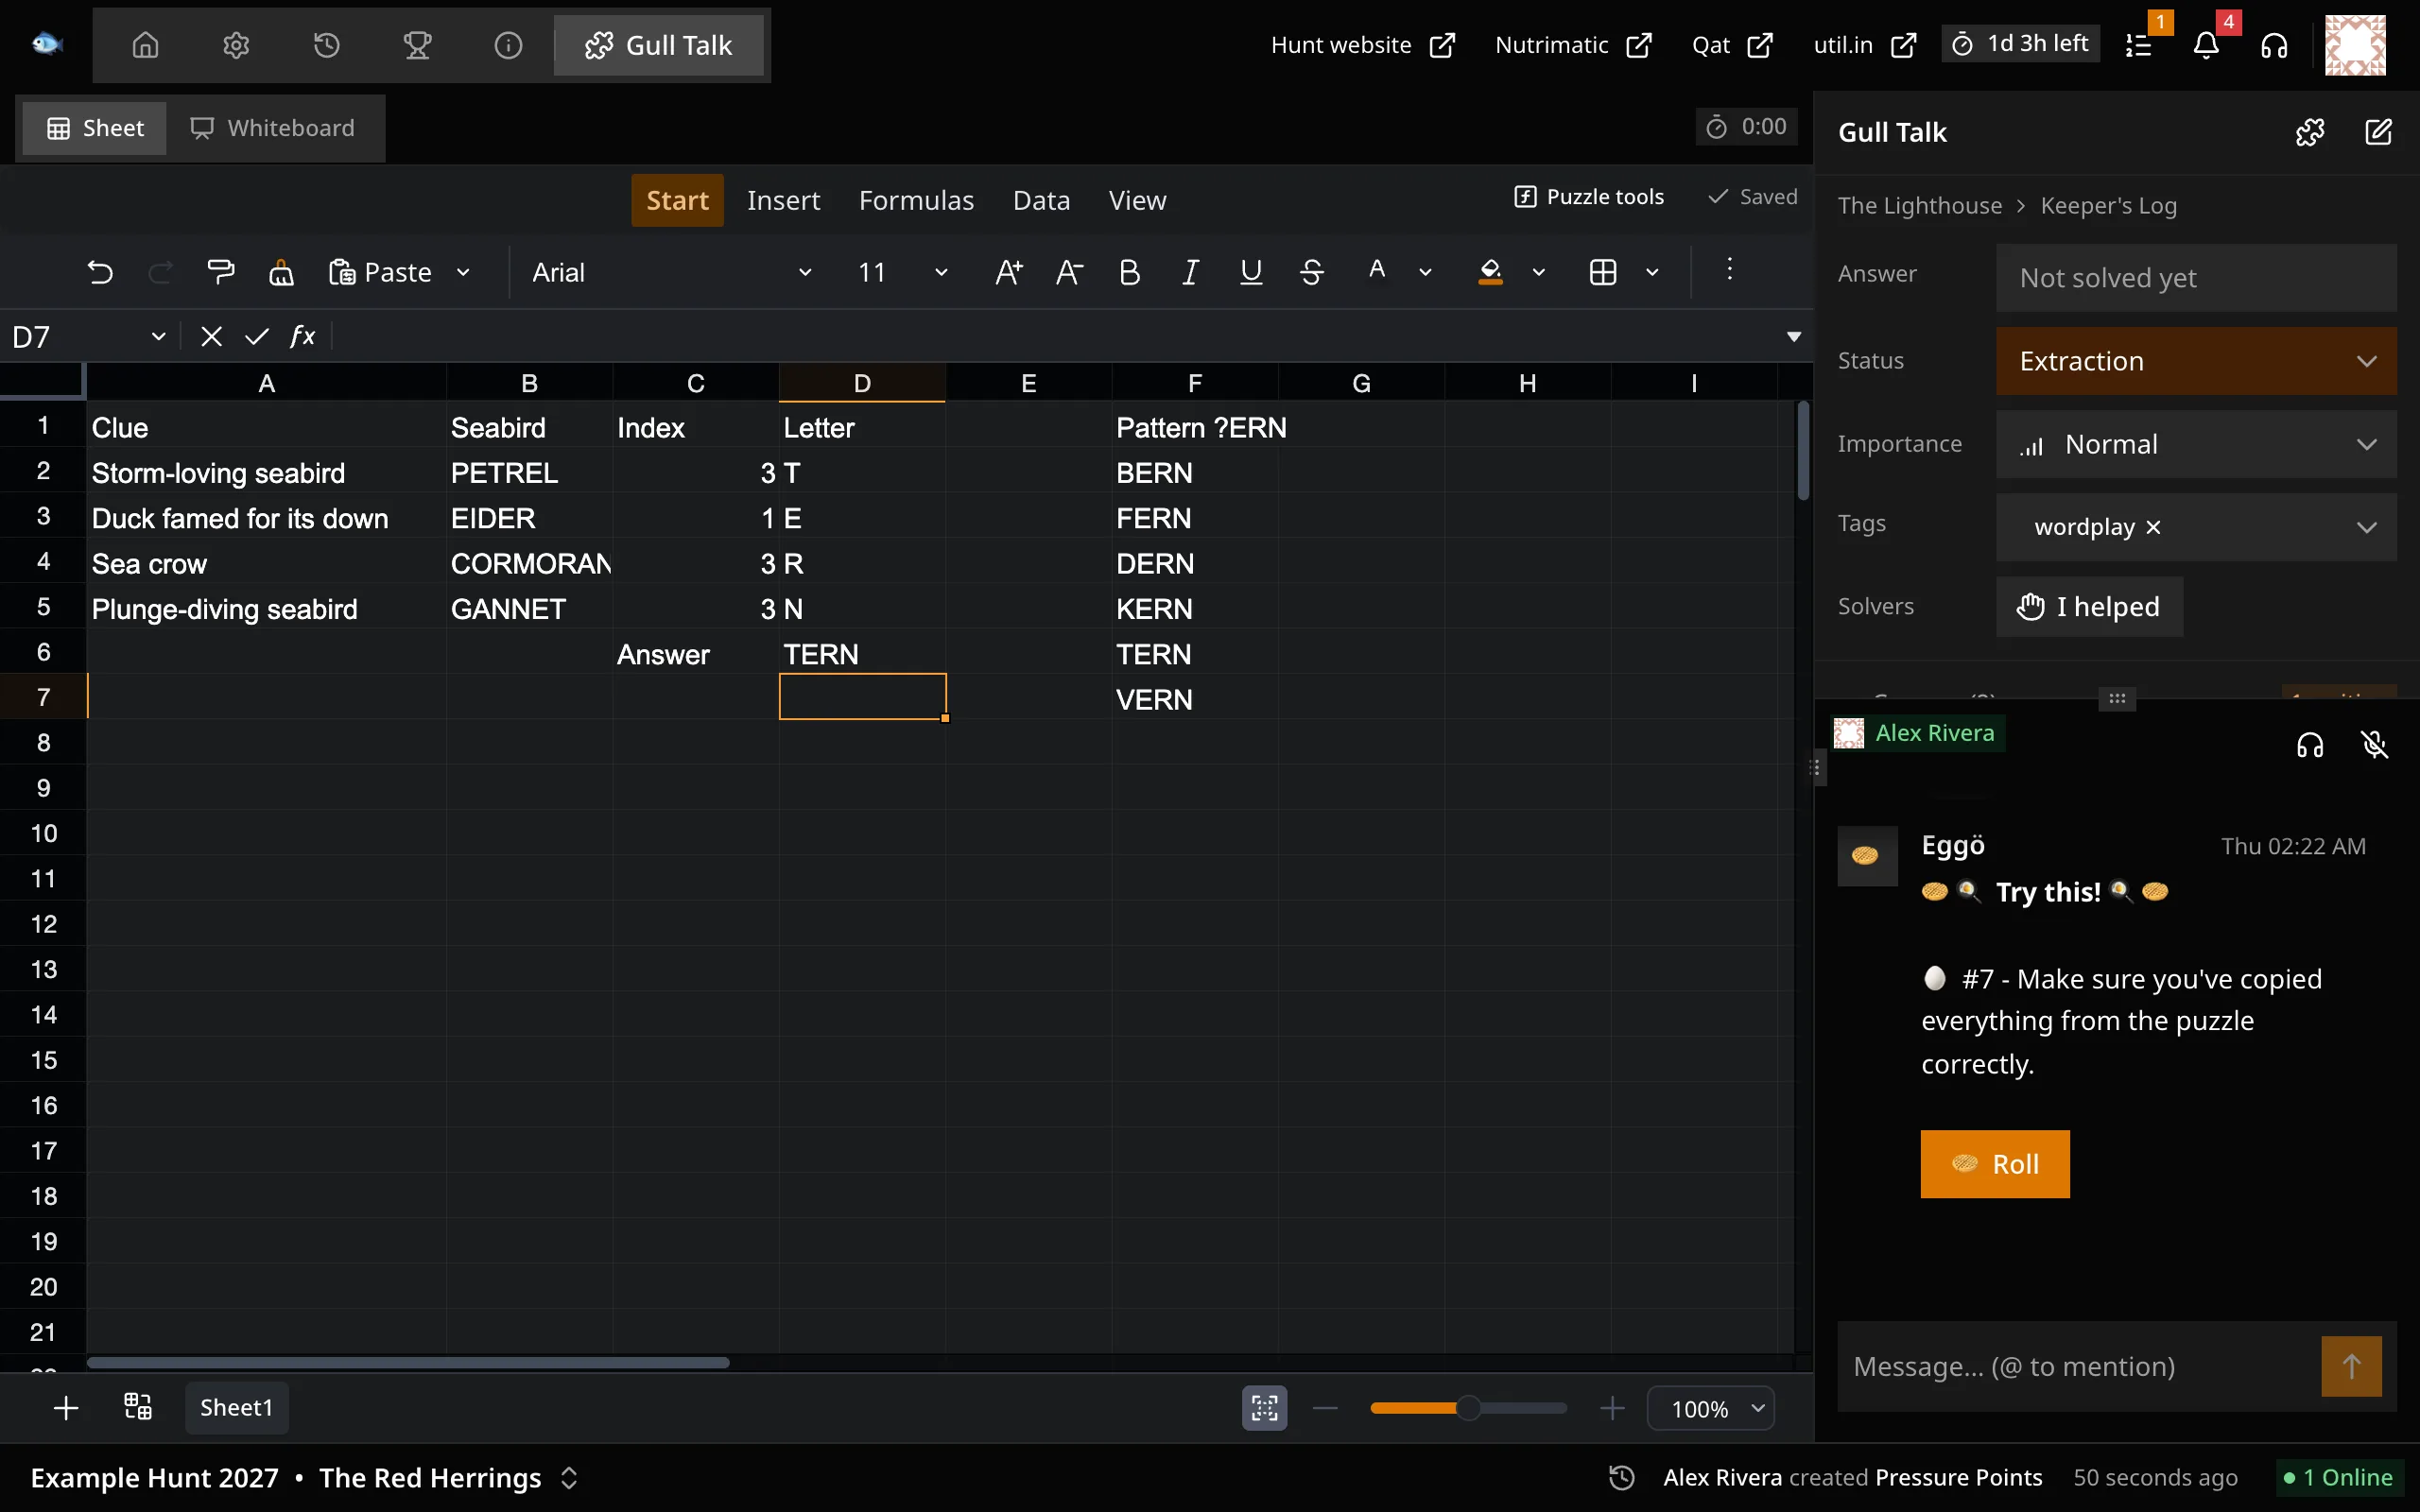 Gull Talk
Hunt website
Nutrimatic
Qat
util.in
1d 3h left
1
4
Sheet
Whiteboard
0:00
Start
Insert
Formulas
Data
View
Puzzle tools
Saved
Paste
Arial
11
D7
fx
A B C D E F G H I
1 Clue Seabird Index Letter Pattern ?ERN
2 Storm-loving seabird PETREL 3 T BERN
3 Duck famed for its down EIDER 1 E FERN
4 Sea crow CORMORAN 3 R DERN
5 Plunge-diving seabird GANNET 3 N KERN
6 Answer TERN TERN
7 VERN
8
9
10
11
12
13
14
15
16
17
18
19
20
21
Sheet1
100%
Gull Talk
The Lighthouse > Keeper's Log
Answer Not solved yet
Status Extraction
Importance Normal
Tags wordplay ×
Solvers I helped
Alex Rivera
Eggö Thu 02:22 AM
Try this!
#7 - Make sure you've copied
everything from the puzzle
correctly.
Roll
Message... (@ to mention)
Example Hunt 2027 • The Red Herrings
Alex Rivera created Pressure Points 50 seconds ago
1 Online